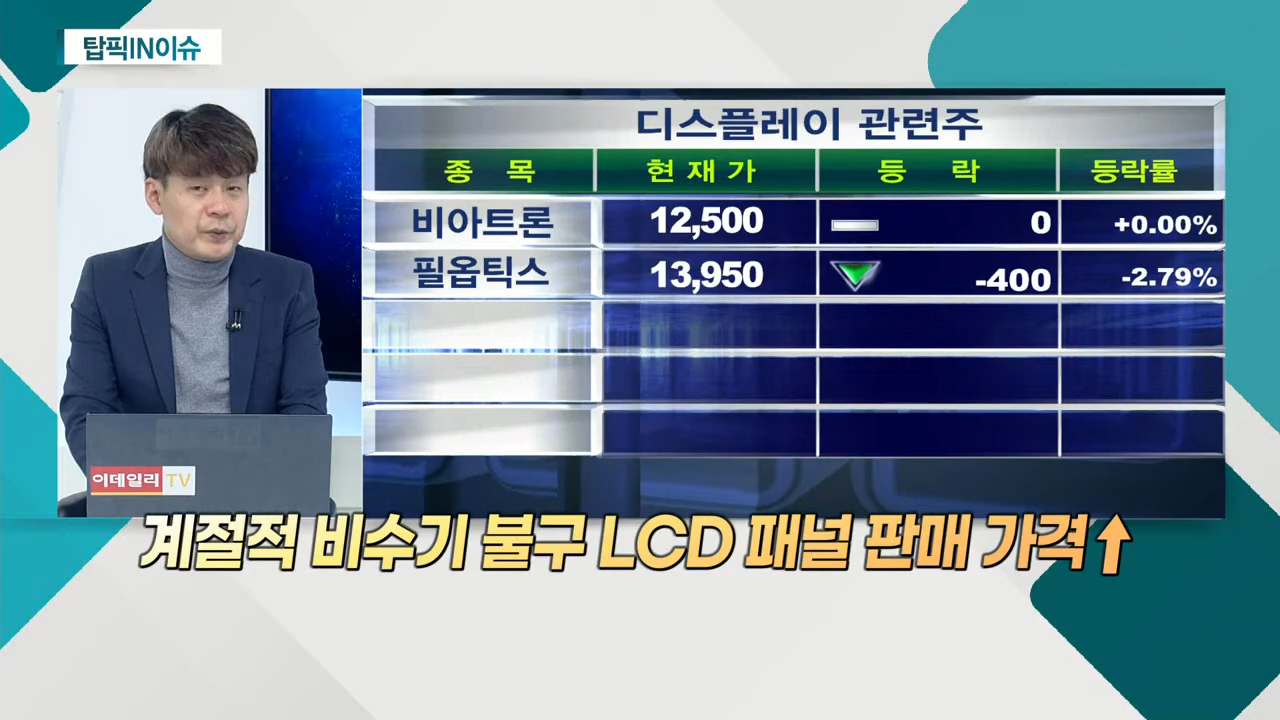 탑픽IN이슈
디스플레이 관련주
종 목 현재가 등 락 등락률
비아트론 12,500 0 +0.00%
필옵틱스 13,950 -400 -2.79%
이데일리TV
계절적 비수기 불구 LCD 패널 판매 가격↑